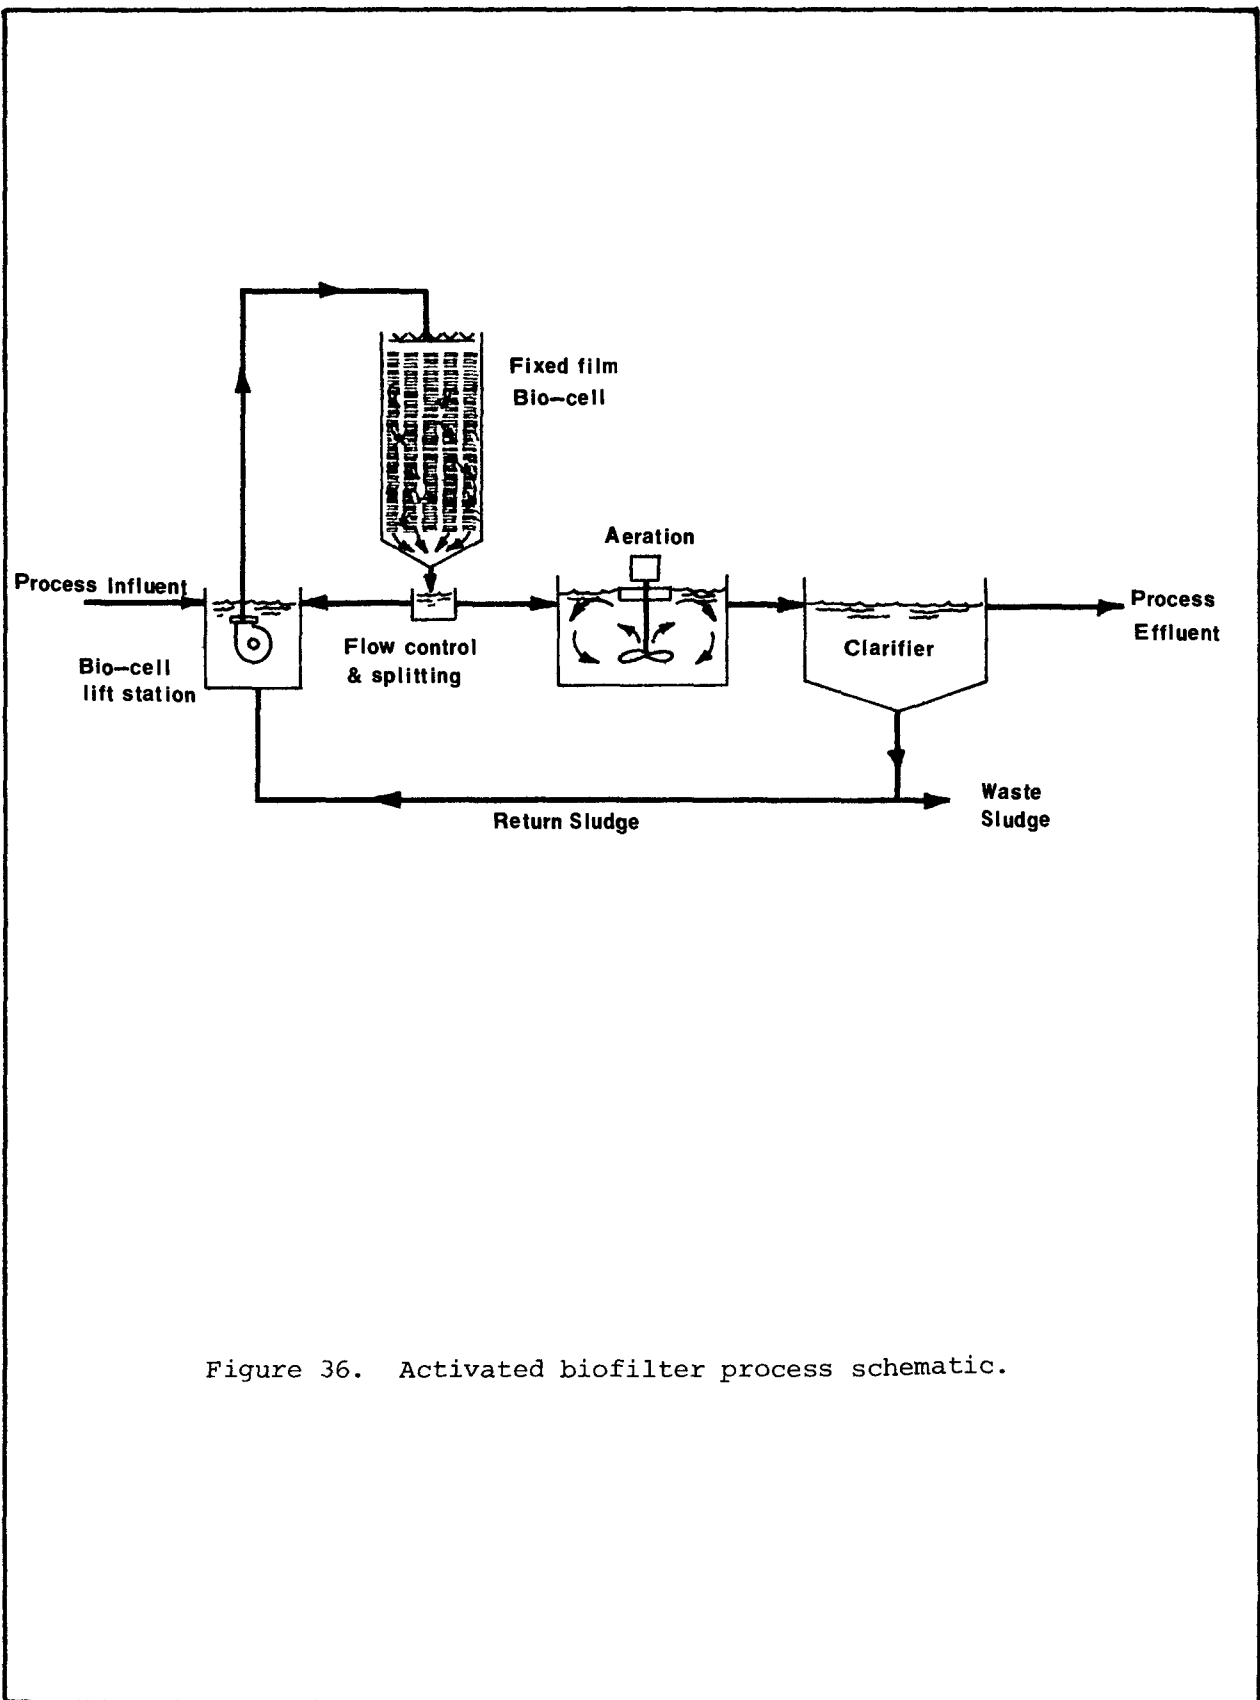 Fixed film
Bio-cell
Aeration
Process Influent
Process
Effluent
Bio-cell
lift station
Flow control
& splitting
Clarifier
Return Sludge
Waste
Sludge
Figure 36. Activated biofilter process schematic.